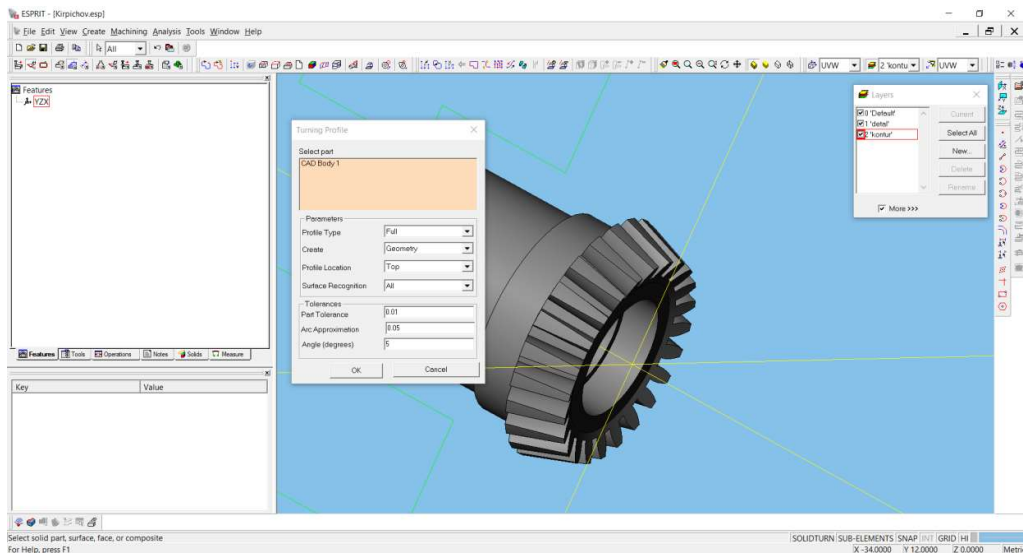 ESPRIT - [Kirpichov.esp]
File Edit View Create Machining Analysis Tools Window Help
All
UVW 2 'kontu' UVW
Features
YZX
Turning Profile
Select part
CAD Body 1
Parameters
Profile Type Full
Create Geometry
Profile Location Top
Surface Recognition All
Tolerances
Part Tolerance 0.01
Arc Approximation 0.05
Angle (degrees) 5
OK Cancel
Layers
0 'Default' Current
1 'detal' Select All
2 'kontur' New...
Delete
Rename
More >>>
Features Tools Operations Notes Solids Measure
Key Value
Select solid part, surface, face, or composite SOLIDTURN SUB-ELEMENTS SNAP INT GRID HI
For Help, press F1 X -34.0000 Y 12.0000 Z 0.0000 Metri